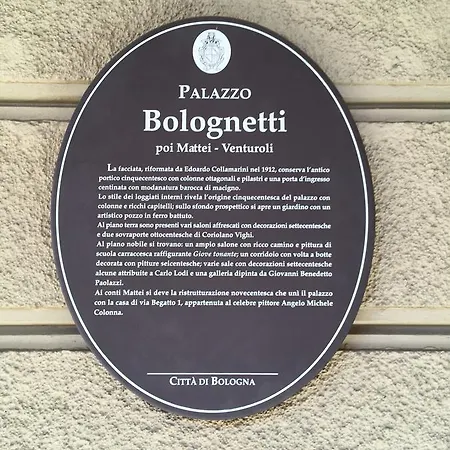 PALAZZO
Bolognetti
poi Mattei - Venturoli
La facciata, riformata da Edoardo Collamarini nel 1912, conserva l'antico
portico cinquecentesco con colonne ottagonali e pilastri e una porta d'ingresso
centinata con modanatura barocca di macigno.
Lo stile dei loggiati interni rivela l'origine cinquecentesca del palazzo con
colonne e ricchi capitelli; sullo sfondo prospettico si apre un giardino con un
artistico pozzo in ferro battuto.
Al piano terra sono presenti vari saloni affrescati con decorazioni settecentesche
e due sovraporte ottocentesche di Coriolano Vighi.
Al piano nobile si trovano: un ampio salone con ricco camino e pittura di
scuola carraccesca raffigurante Giove tonante; un corridoio con volta a botte
decorata con pitture seicentesche; varie sale con decorazioni settecentesche
alcune attribuite a Carlo Lodi e una galleria dipinta da Giovanni Benedetto
Paolazzi.
Ai conti Mattei si deve la ristrutturazione novecentesca che unì il palazzo
con la casa di via Begatto 1, appartenuta al celebre pittore Angelo Michele
Colonna.
CITTÀ DI BOLOGNA